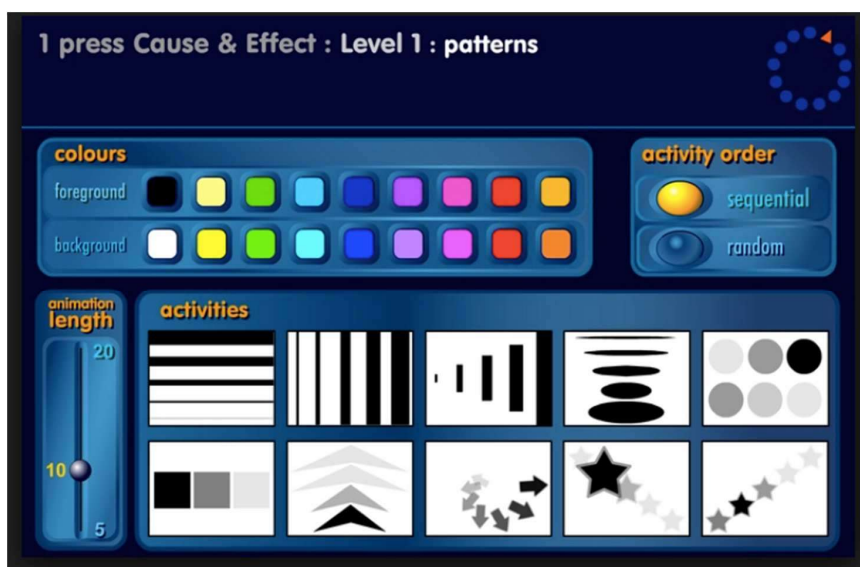 1 press Cause & Effect : Level 1 : patterns
colours
foreground
background
activity order
sequential
random
animation
length
20
10
5
activities